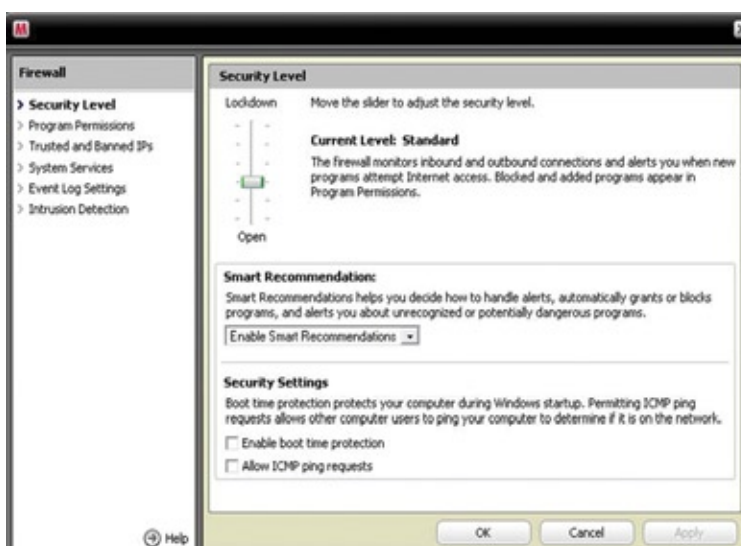 M
Firewall
Security Level
Program Permissions
Trusted and Banned IPs
System Services
Event Log Settings
Intrusion Detection
Help
Security Level
Lockdown
Open
Move the slider to adjust the security level.
Current Level: Standard
The firewall monitors inbound and outbound connections and alerts you when new
programs attempt Internet access. Blocked and added programs appear in
Program Permissions.
Smart Recommendation:
Smart Recommendations helps you decide how to handle alerts, automatically grants or blocks
programs, and alerts you about unrecognized or potentially dangerous programs.
Enable Smart Recommendations
Security Settings
Boot time protection protects your computer during Windows startup. Permitting ICMP ping
requests allows other computer users to ping your computer to determine if it is on the network.
Enable boot time protection
Allow ICMP ping requests
OK
Cancel
Apply